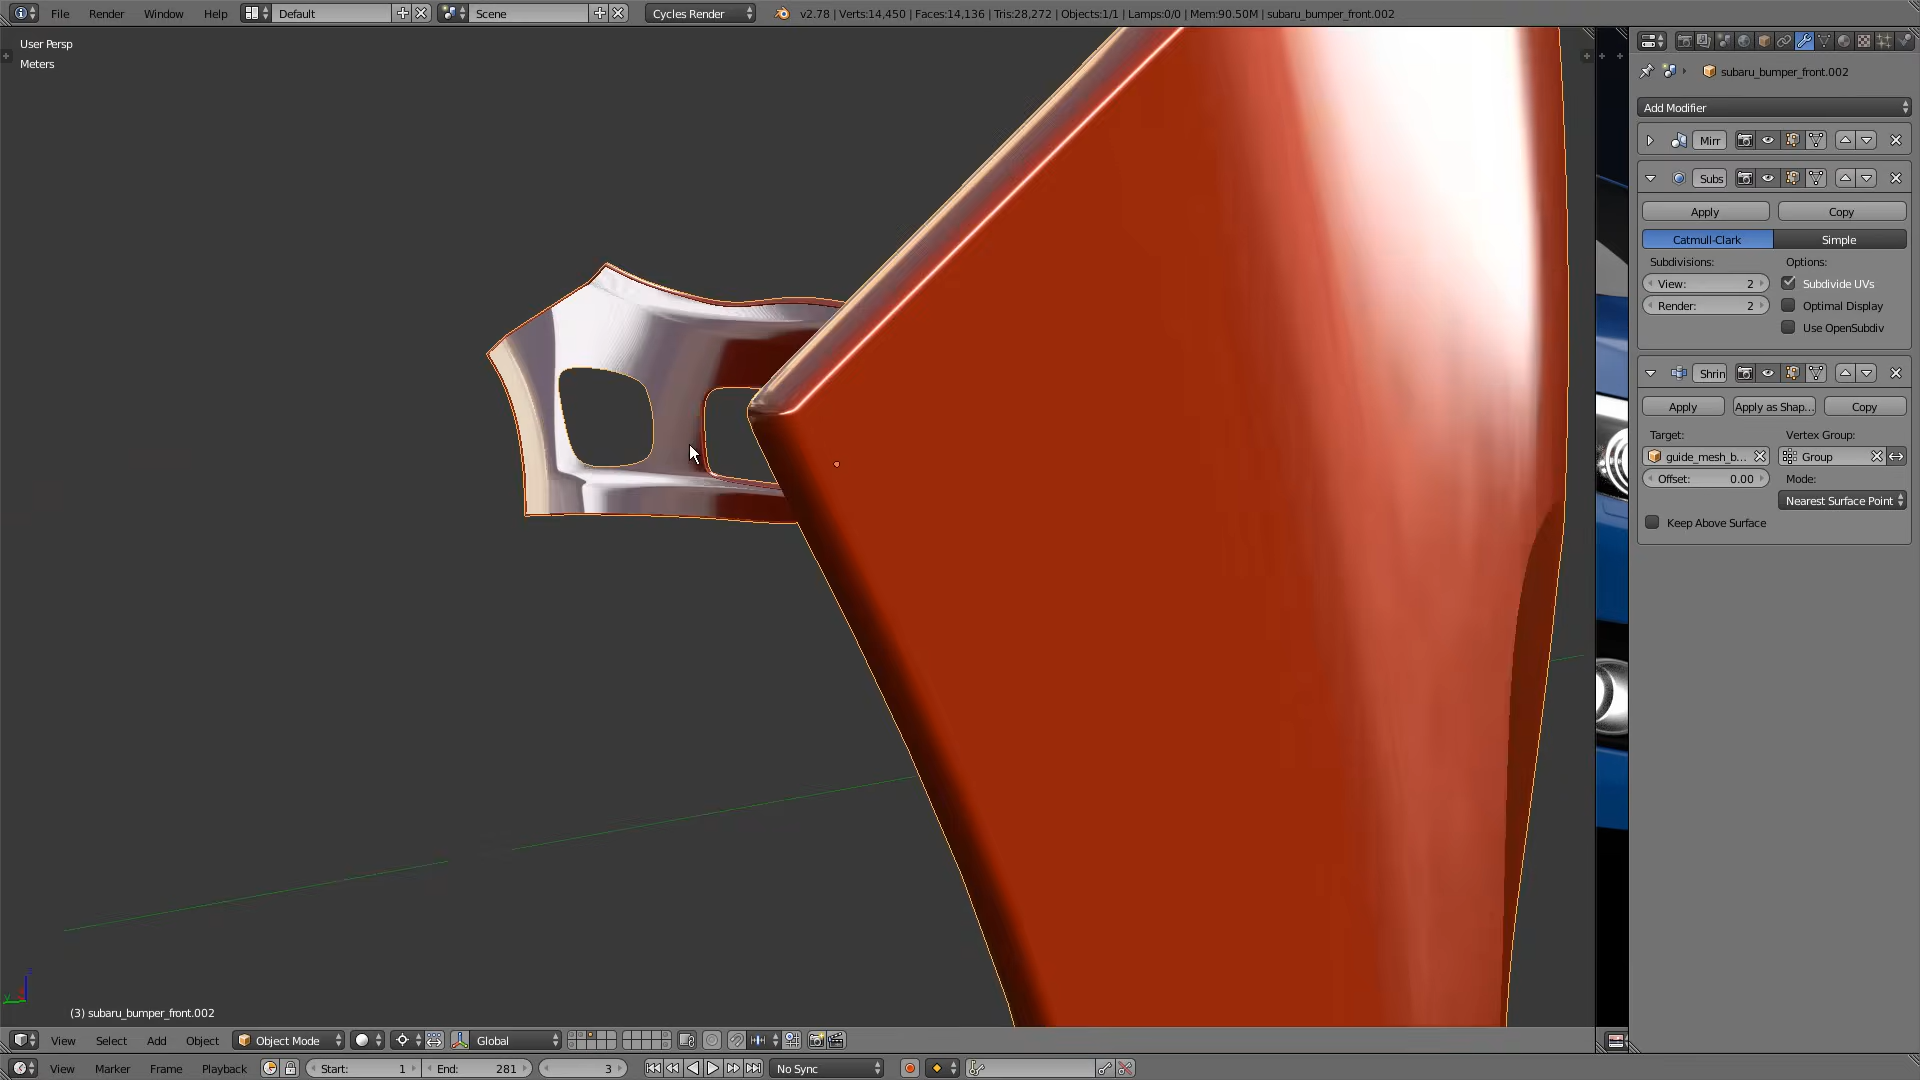 File Render Window Help Default Scene Cycles Render v2.78 | Verts:14,450 | Faces:14,136 | Tris:28,272 | Objects:1/1 | Lamps:0/0 | Mem:90.50M | subaru_bumper_front.002
User Persp
Meters
subaru_bumper_front.002
Add Modifier
Mirr
Subs
Apply Copy
Catmull-Clark Simple
Subdivisions: Options:
View: 2 Subdivide UVs
Render: 2 Optimal Display
Use OpenSubdiv
Shrin
Apply Apply as Shap... Copy
Target: Vertex Group:
guide_mesh_b... Group
Offset: 0.00 Mode:
Nearest Surface Point
Keep Above Surface
(3) subaru_bumper_front.002
View Select Add Object Object Mode Global
View Marker Frame Playback Start: 1 End: 281 3 No Sync